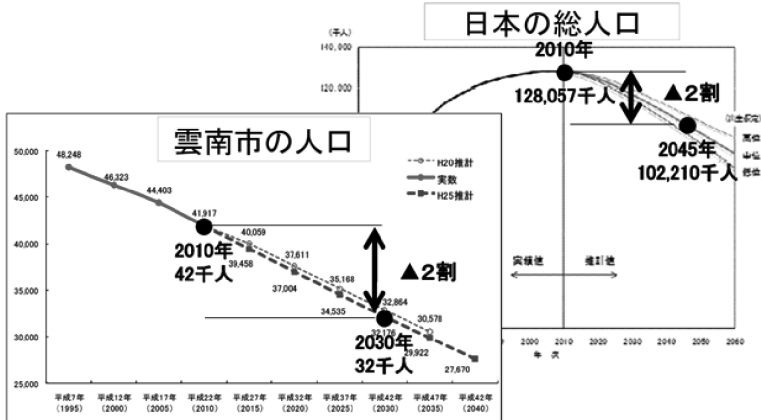 日本の総人口
（千人）
140,000
120,000
2010年
128,057千人
▲2割
2045年
102,210千人
高位
中位
低位
実績値
推計値
2000
2010
2020
2030
2040
2050
2060
年 次
雲南市の人口
50,000
45,000
40,000
35,000
30,000
25,000
H20推計
実数
H25推計
48,248
46,323
44,403
41,917
40,059
37,611
35,168
32,864
30,578
39,458
37,004
34,535
32,176
29,922
27,670
2010年
42千人
▲2割
2030年
32千人
平成7年
(1995)
平成12年
(2000)
平成17年
(2005)
平成22年
(2010)
平成27年
(2015)
平成32年
(2020)
平成37年
(2025)
平成42年
(2030)
平成47年
(2035)
平成42年
(2040)